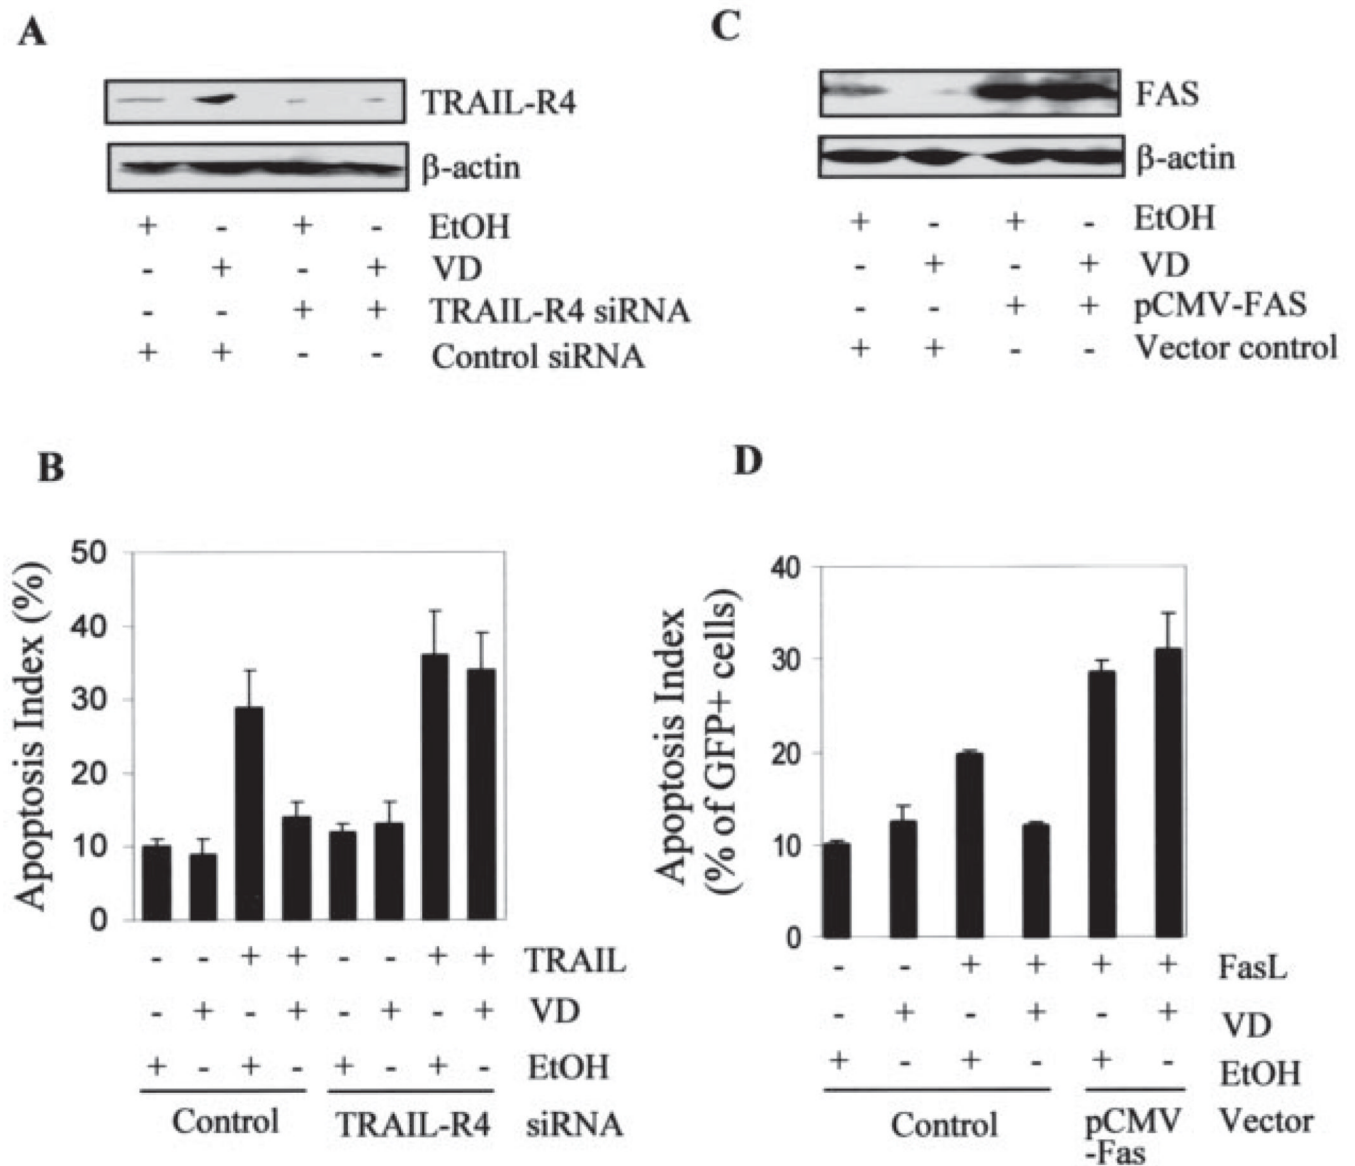 A
TRAIL-R4
β-actin
+ - + - EtOH
- + - + VD
- - + + TRAIL-R4 siRNA
+ + - - Control siRNA
C
FAS
β-actin
+ - + - EtOH
- + - + VD
- - + + pCMV-FAS
+ + - - Vector control
B
Apoptosis Index (%)
50
40
30
20
10
0
- - + + - - + + TRAIL
- + - + - + - + VD
+ - + - + - + - EtOH
Control TRAIL-R4 siRNA
D
Apoptosis Index
(% of GFP+ cells)
40
30
20
10
0
- - + + + + FasL
- + - + - + VD
+ - + - + - EtOH
Control pCMV Vector
-Fas